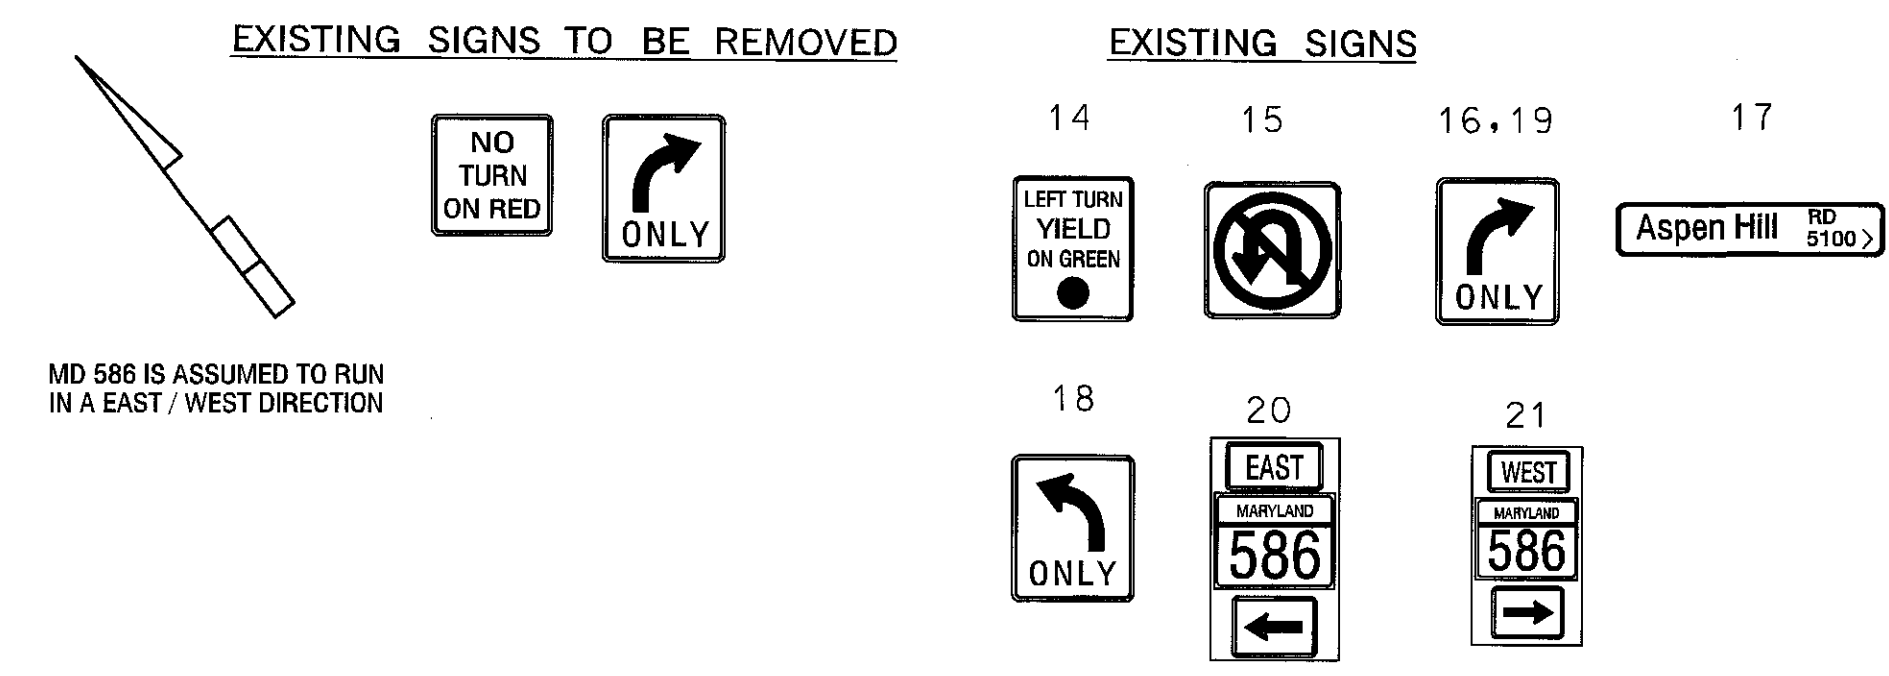 EXISTING SIGNS TO BE REMOVED
NO
TURN
ON RED
ONLY
MD 586 IS ASSUMED TO RUN
IN A EAST / WEST DIRECTION
EXISTING SIGNS
14
LEFT TURN
YIELD
ON GREEN
15
16,19
ONLY
17
Aspen Hill RD
5100 >
18
ONLY
20
EAST
MARYLAND
586
21
WEST
MARYLAND
586